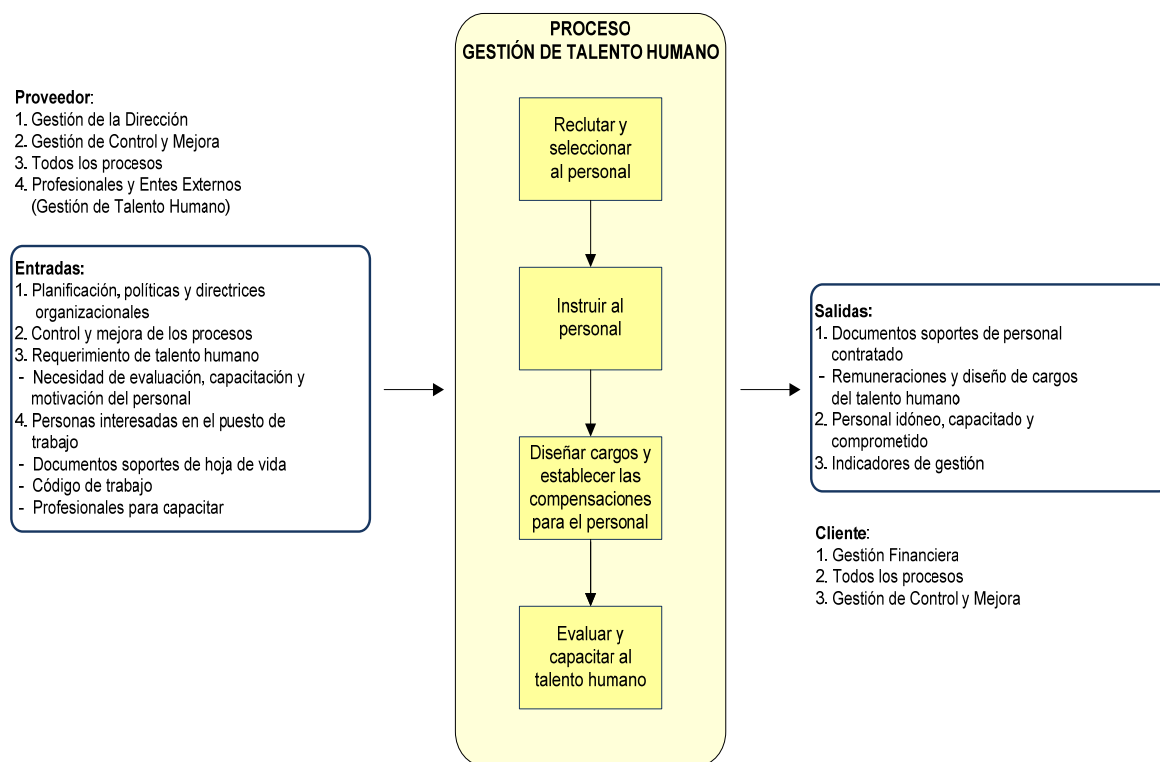 PROCESO
GESTIÓN DE TALENTO HUMANO
Proveedor:
1. Gestión de la Dirección
2. Gestión de Control y Mejora
3. Todos los procesos
4. Profesionales y Entes Externos
(Gestión de Talento Humano)
Entradas:
1. Planificación, políticas y directrices
organizacionales
2. Control y mejora de los procesos
3. Requerimiento de talento humano
- Necesidad de evaluación, capacitación y
motivación del personal
4. Personas interesadas en el puesto de
trabajo
- Documentos soportes de hoja de vida
- Código de trabajo
- Profesionales para capacitar
Reclutar y
seleccionar
al personal
Instruir al
personal
Diseñar cargos y
establecer las
compensaciones
para el personal
Evaluar y
capacitar al
talento humano
Salidas:
1. Documentos soportes de personal
contratado
- Remuneraciones y diseño de cargos
del talento humano
2. Personal idóneo, capacitado y
comprometido
3. Indicadores de gestión
Cliente:
1. Gestión Financiera
2. Todos los procesos
3. Gestión de Control y Mejora